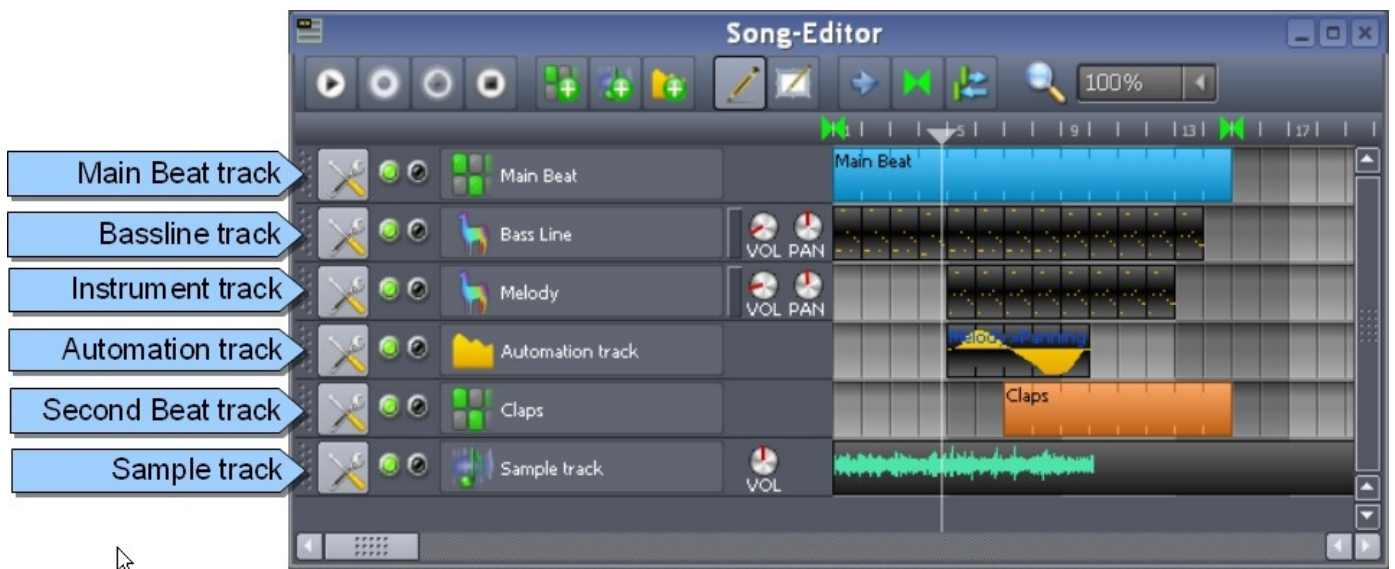 Song-Editor
100%
1 5 9 13 17
Main Beat track
Main Beat
Main Beat
Bassline track
Bass Line
VOL PAN
Instrument track
Melody
VOL PAN
Automation track
Automation track
Melody>Panning
Second Beat track
Claps
Claps
Sample track
Sample track
VOL